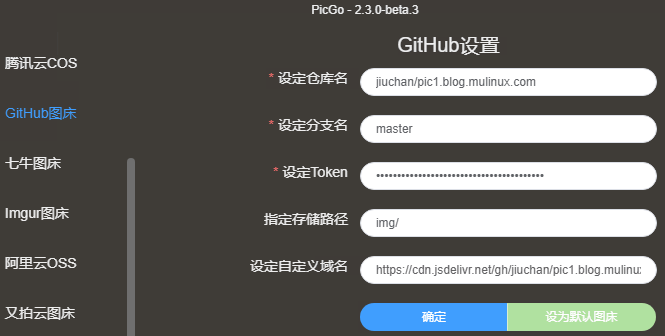 PicGo - 2.3.0-beta.3
GitHub设置
腾讯云COS
GitHub图床
七牛图床
Imgur图床
阿里云OSS
又拍云图床
* 设定仓库名
jiuchan/pic1.blog.mulinux.com
* 设定分支名
master
* 设定Token
指定存储路径
img/
设定自定义域名
https://cdn.jsdelivr.net/gh/jiuchan/pic1.blog.mulinux
确定
设为默认图床